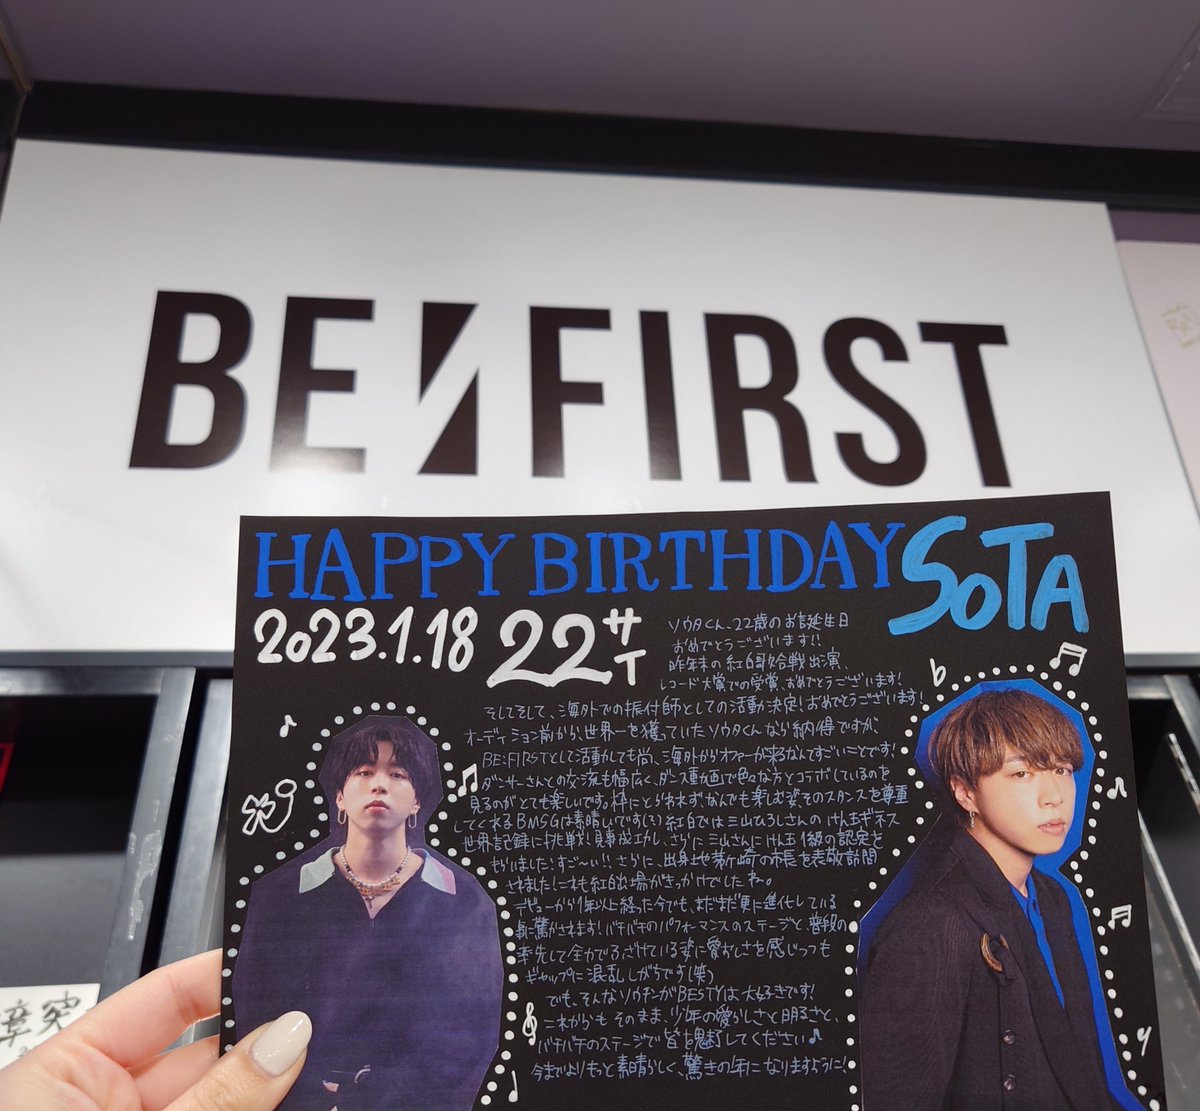 BE:FIRST
HAPPY BIRTHDAY SOTA
2023.1.18 22サイ
ソウタくん、22歳のお誕生日
おめでとうございます!!
昨年末の紅白歌合戦出演、
レコード大賞での受賞、おめでとうございます!
そしてそして、海外での振付師としての活動決定!おめでとうございます!
オーディション前から、世界一を獲っていたソウタくんなら納得ですが、
BE:FIRSTとして活動しても尚、海外からオファーが来るなんてすごいことです!
ダンサーさんとの交流も幅広く、ダンス動画で色々な方とコラボしているのを
見るのがとても楽しいです。枠にとらわれず、なんでも楽しむ姿、そのスタンスを尊重
してくれるBMSGは素晴しいです 紅白では三山ひろしさんのけん玉ギネス
世界記録に挑戦!見事成功し、さらに三山さんにけん玉1級の認定を
もらいました!すご〜い!!さらに、出身地茅ヶ崎の市長を表敬訪問
されました!これも紅白出場がきっかけでしたね。
デビューから1年以上経った今でも、まだまだ更に進化している
事に驚かされます!バチバチのパフォーマンスのステージと、普段の
率先して全力でふざけている姿に愛おしさを感じつつも
ギャップに混乱しがちです(笑)
でも、そんなソウタンがBESTYは大好きです!
これからもそのまま、少年の愛らしさと明るさと、
バチバチのステージで皆を魅了してください♪
今までよりもっと素晴らしく、驚きの1年になりますように!